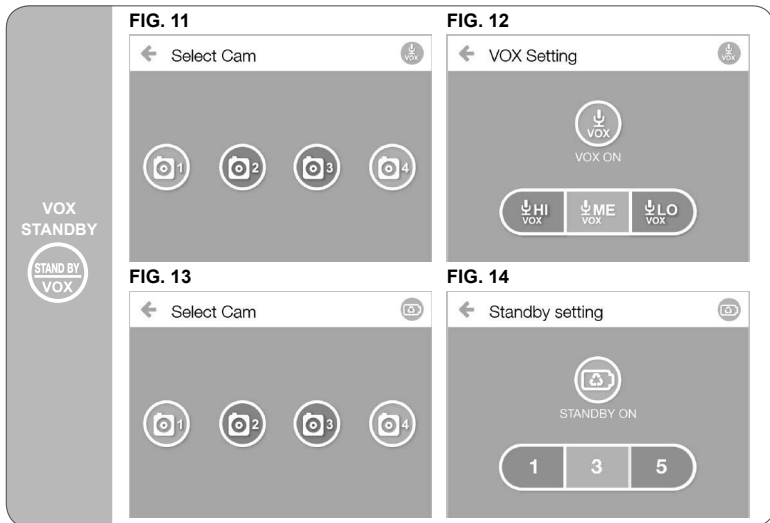 VOX
STANDBY
STAND BY
VOX
FIG. 11
Select Cam
VOX
1
2
3
4
FIG. 12
VOX Setting
VOX
VOX
VOX ON
HI
VOX
ME
VOX
LO
VOX
FIG. 13
Select Cam
1
2
3
4
FIG. 14
Standby setting
STANDBY ON
1
3
5